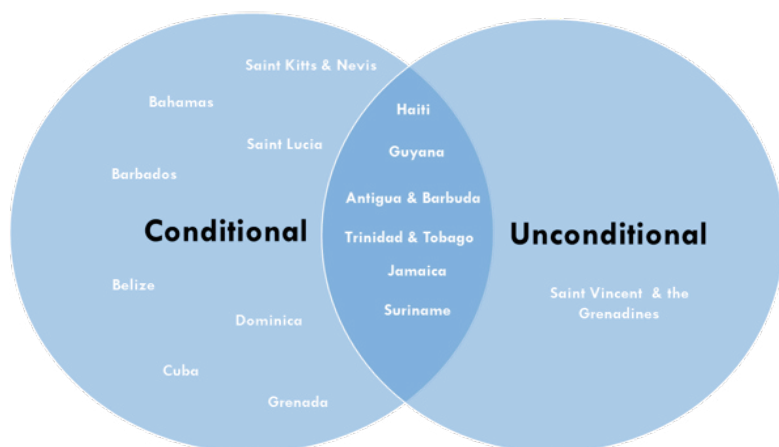 Saint Kitts & Nevis
Bahamas
Saint Lucia
Barbados
Conditional
Belize
Dominica
Cuba
Grenada
Haiti
Guyana
Antigua & Barbuda
Trinidad & Tobago
Jamaica
Suriname
Unconditional
Saint Vincent & the
Grenadines